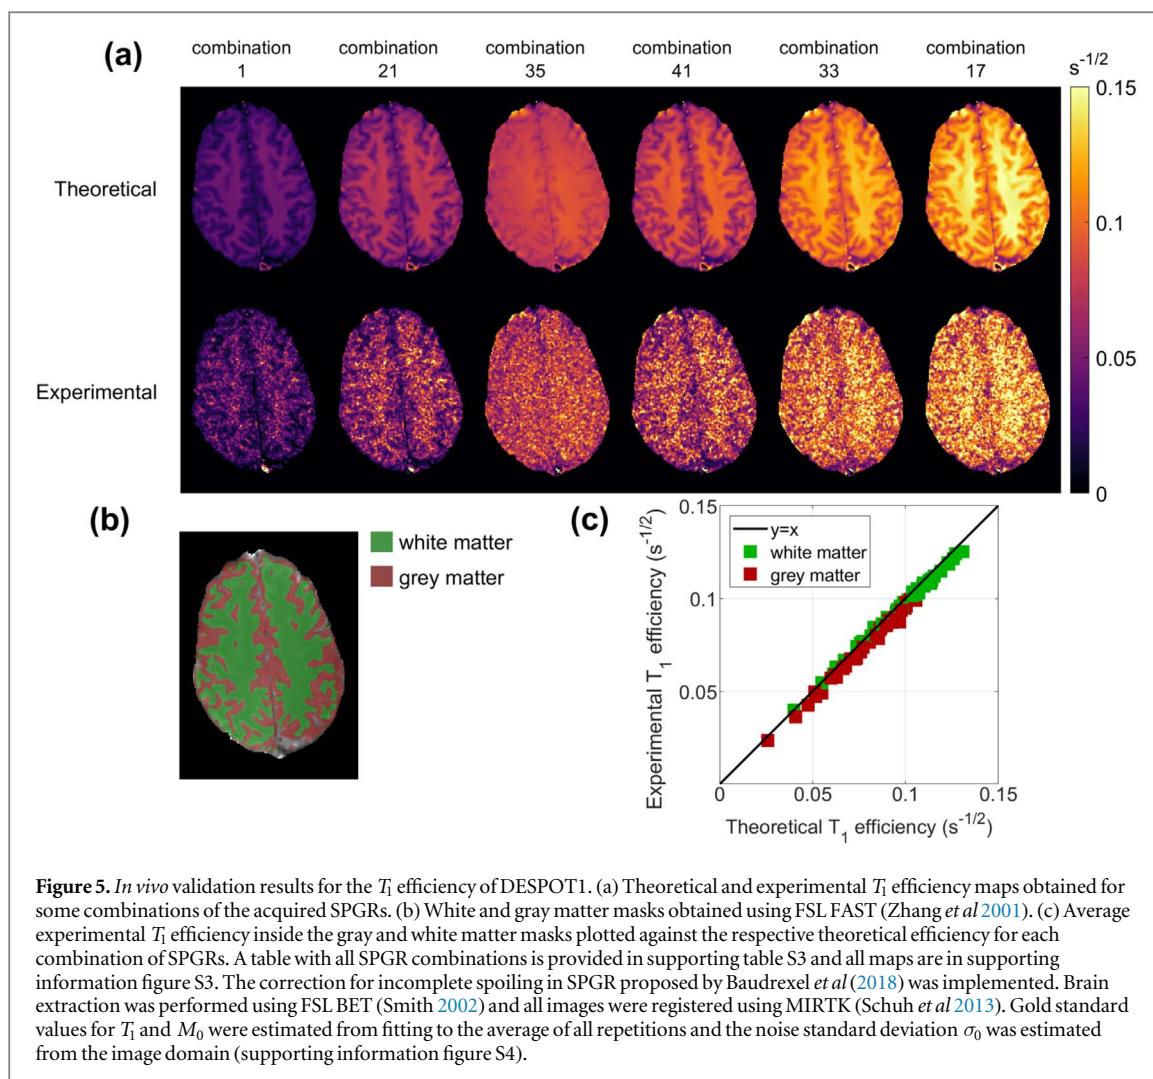 (a)
combination combination combination combination combination combination
1 21 35 41 33 17
s-1/2
0.15
0.1
0.05
0
Theoretical
Experimental
(b)
white matter
grey matter
(c)
0.15
0.1
0.05
Experimental T1 efficiency (s-1/2)
y=x
white matter
grey matter
0 0.05 0.1 0.15
Theoretical T1 efficiency (s-1/2)
Figure 5. In vivo validation results for the T1 efficiency of DESPOT1. (a) Theoretical and experimental T1 efficiency maps obtained for
some combinations of the acquired SPGRs. (b) White and gray matter masks obtained using FSL FAST (Zhang et al 2001). (c) Average
experimental T1 efficiency inside the gray and white matter masks plotted against the respective theoretical efficiency for each
combination of SPGRs. A table with all SPGR combinations is provided in supporting table S3 and all maps are in supporting
information figure S3. The correction for incomplete spoiling in SPGR proposed by Baudrexel et al (2018) was implemented. Brain
extraction was performed using FSL BET (Smith 2002) and all images were registered using MIRTK (Schuh et al 2013). Gold standard
values for T1 and M0 were estimated from fitting to the average of all repetitions and the noise standard deviation σ0 was estimated
from the image domain (supporting information figure S4).